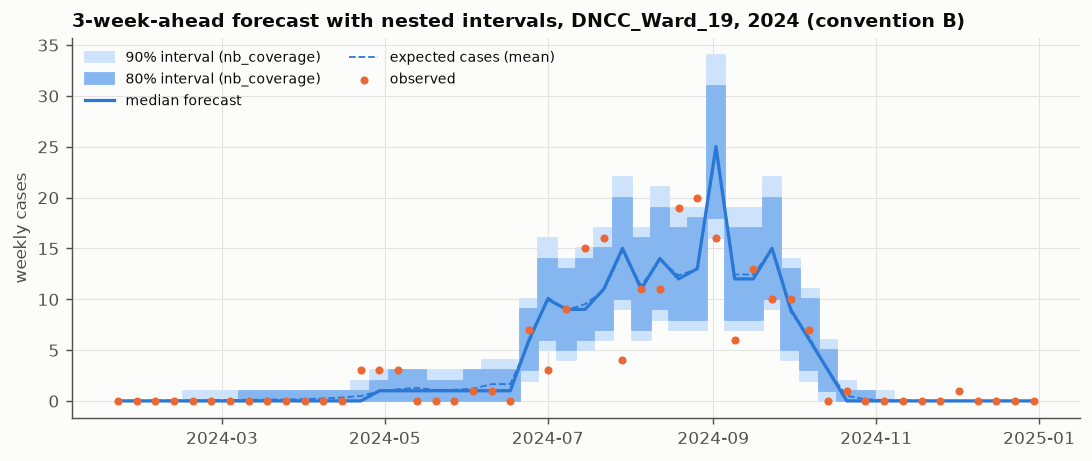 3-week-ahead forecast with nested intervals, DNCC_Ward_19, 2024 (convention B)
90% interval (nb_coverage)
80% interval (nb_coverage)
median forecast
expected cases (mean)
observed
weekly cases
35
30
25
20
15
10
5
0
2024-03
2024-05
2024-07
2024-09
2024-11
2025-01